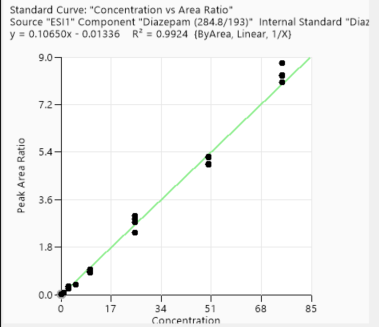 Standard Curve: "Concentration vs Area Ratio"
Source "ESI1" Component "Diazepam (284.8/193)" Internal Standard "Diaz
y = 0.10650x - 0.01336 R² = 0.9924 {ByArea, Linear, 1/X}
9.0
7.2
5.4
3.6
1.8
0.0
Peak Area Ratio
0 17 34 51 68 85
Concentration